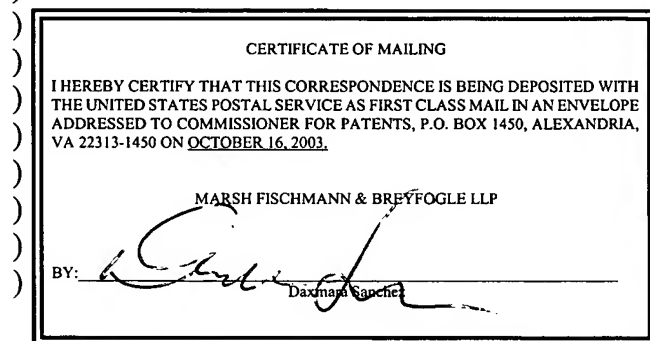 CERTIFICATE OF MAILING
I HEREBY CERTIFY THAT THIS CORRESPONDENCE IS BEING DEPOSITED WITH
THE UNITED STATES POSTAL SERVICE AS FIRST CLASS MAIL IN AN ENVELOPE
ADDRESSED TO COMMISSIONER FOR PATENTS, P.O. BOX 1450, ALEXANDRIA,
VA 22313-1450 ON OCTOBER 16, 2003.
MARSH FISCHMANN & BREYFOGLE LLP
BY:
Daxmara Sanchez